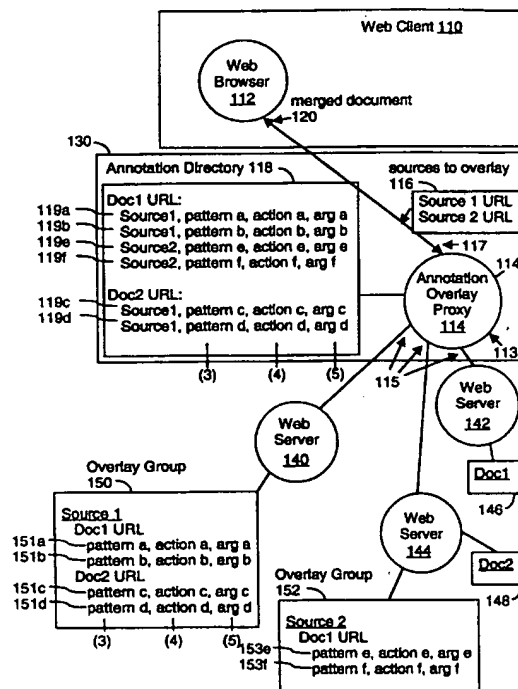 Web Client 110
Web
Browser
112
merged document
120
130
Annotation Directory 118
sources to overlay
116
Source 1 URL
Source 2 URL
117
Doc1 URL:
119a Source1, pattern a, action a, arg a
119b Source1, pattern b, action b, arg b
119e Source2, pattern e, action e, arg e
119f Source2, pattern f, action f, arg f
Doc2 URL:
119c Source1, pattern c, action c, arg c
119d Source1, pattern d, action d, arg d
(3) (4) (5)
114
Annotation
Overlay
Proxy
114
113
115
Web
Server
142
Web
Server
140
Doc1
146
Overlay Group
150
Source 1
Doc1 URL
151a pattern a, action a, arg a
151b pattern b, action b, arg b
Doc2 URL
151c pattern c, action c, arg c
151d pattern d, action d, arg d
(3) (4) (5)
Web
Server
144
Doc2
148
Overlay Group
152
Source 2
Doc1 URL
153e pattern e, action e, arg e
153f pattern f, action f, arg f